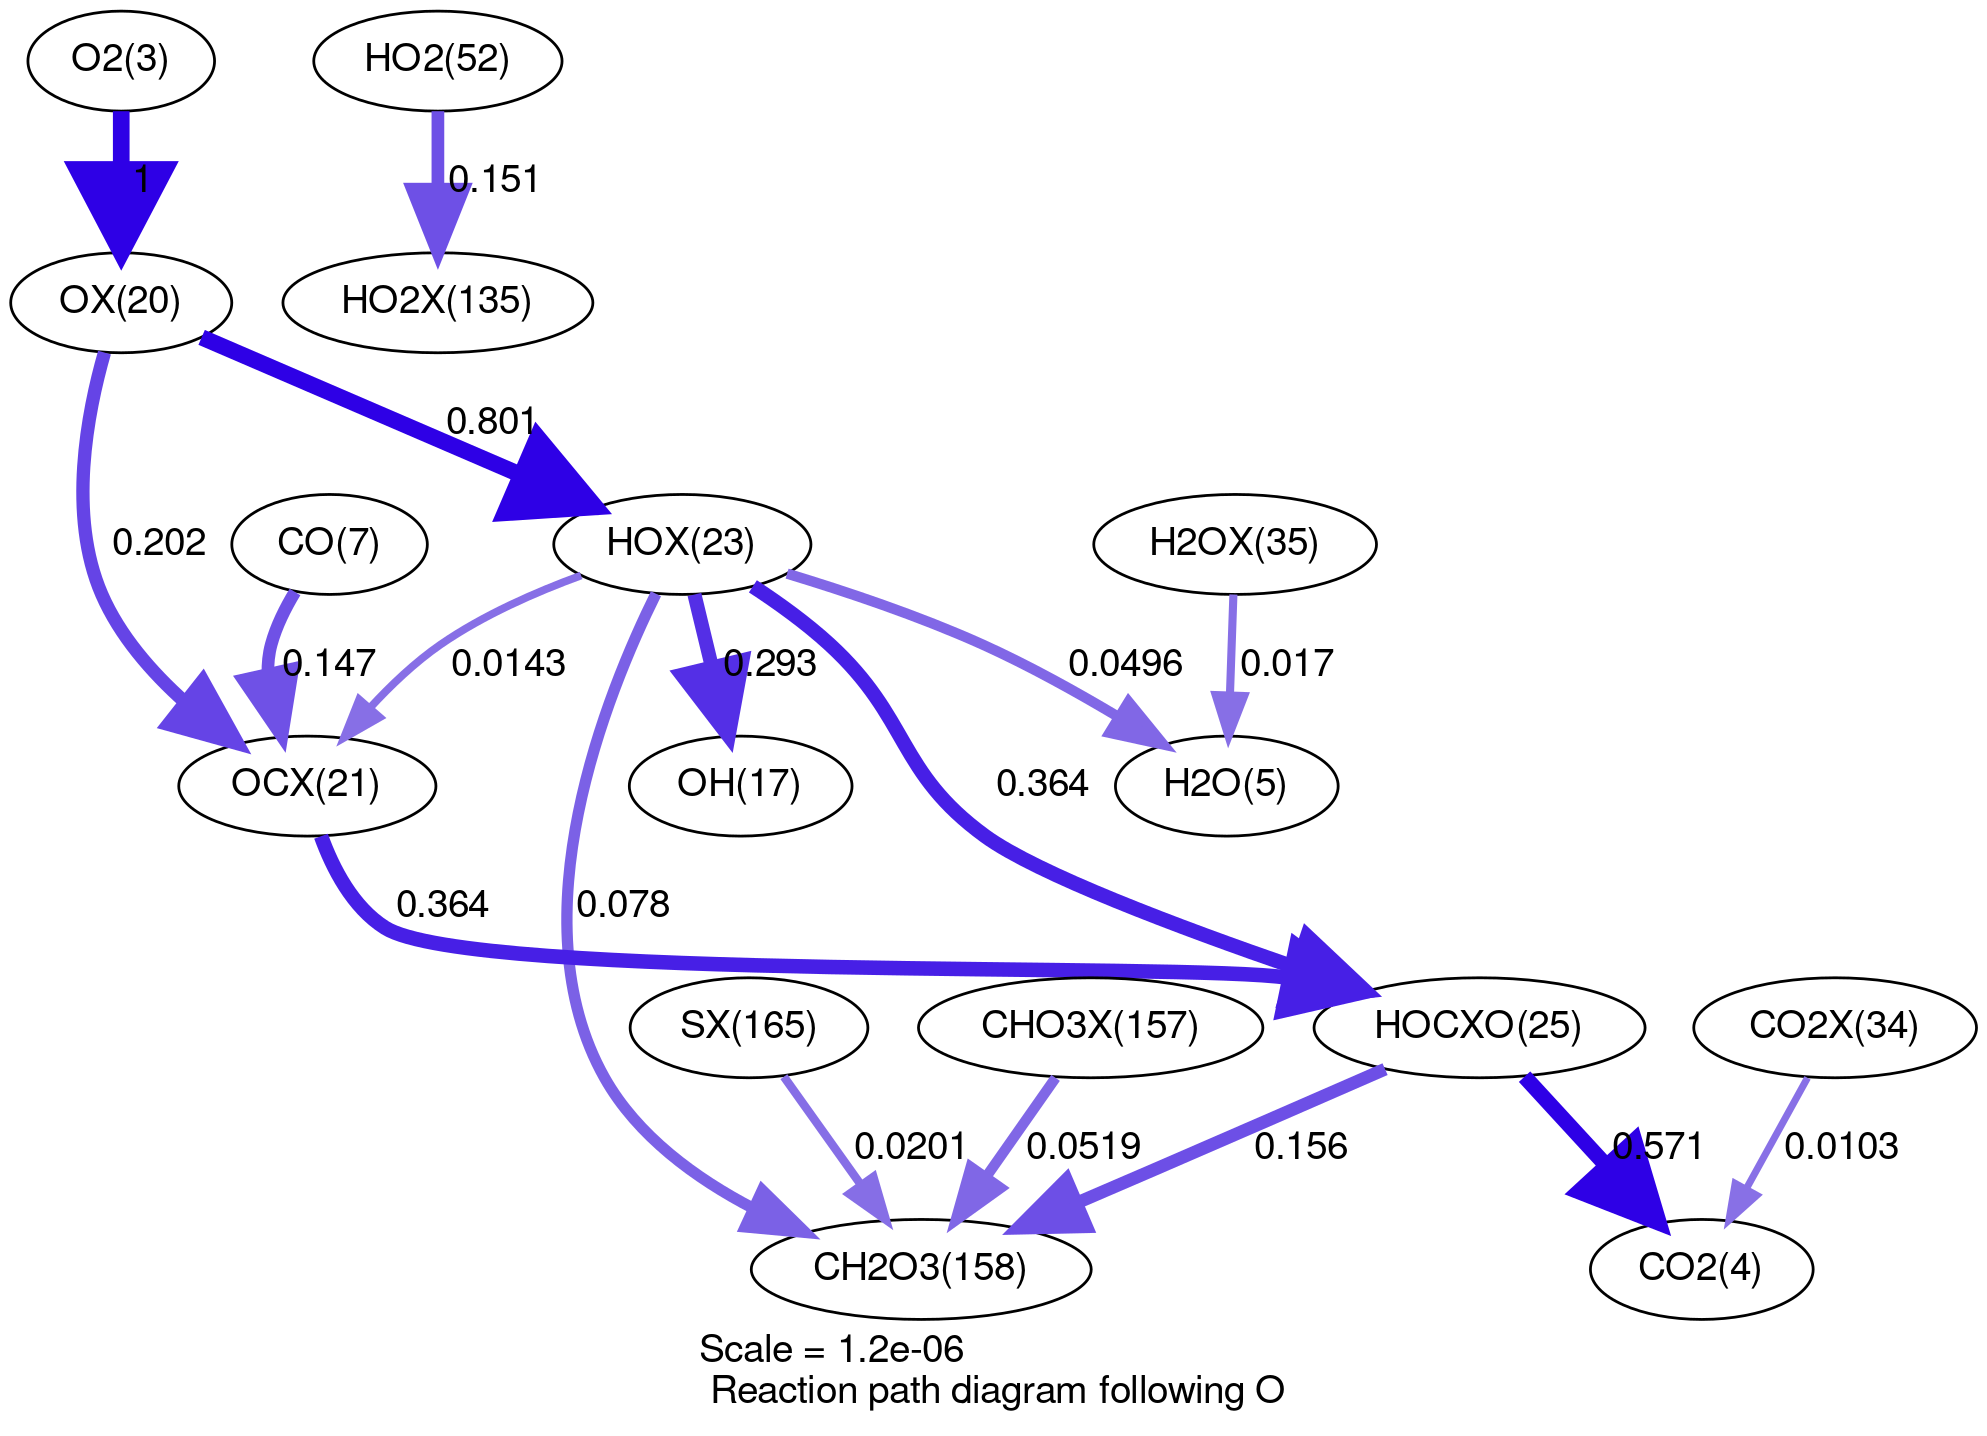 O2(3)
HO2(52)
1
0.151
OX(20)
HO2X(135)
0.801
0.202
CO(7)
HOX(23)
H2OX(35)
0.147
0.0143
0.293
0.0496
0.017
OCX(21)
OH(17)
0.364
H2O(5)
0.364
0.078
SX(165)
CHO3X(157)
HOCXO(25)
CO2X(34)
0.0201
0.0519
0.156
0.571
0.0103
CH2O3(158)
CO2(4)
Scale = 1.2e-06
Reaction path diagram following O